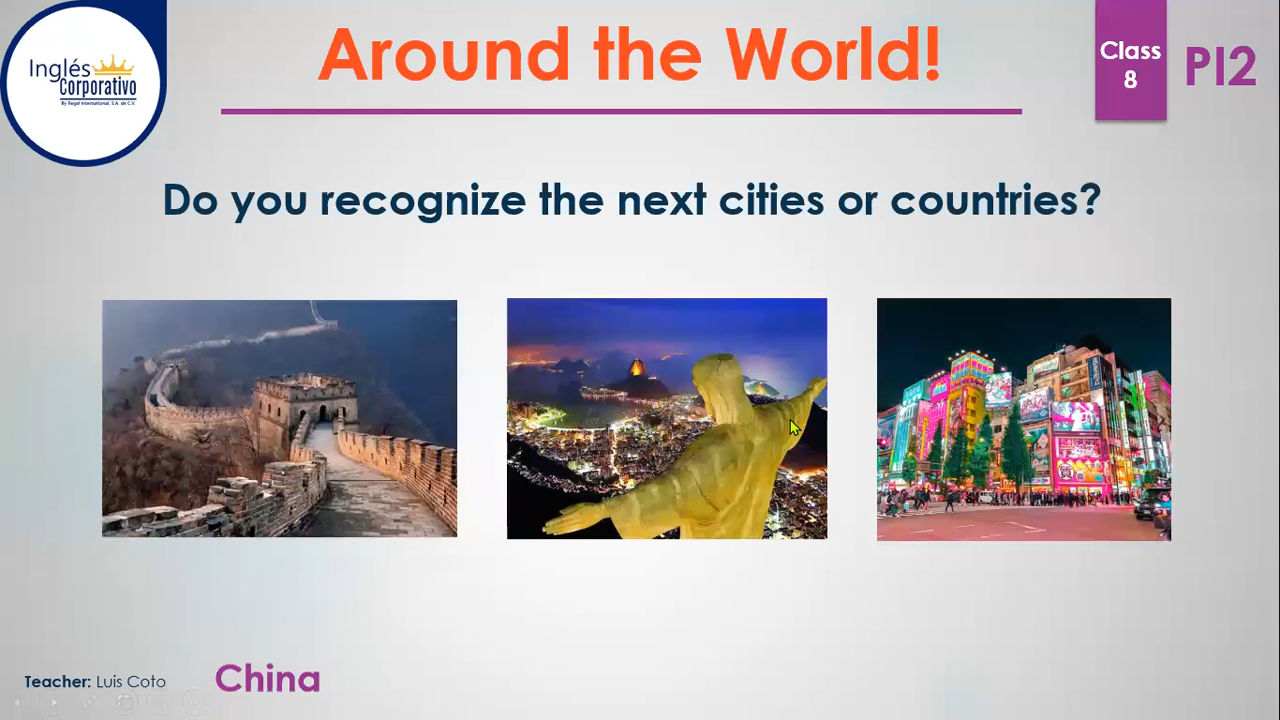 Inglés
Corporativo
By Regal International, S.A. de C.V.
Around the World!
Class
8
PI2
Do you recognize the next cities or countries?
Teacher: Luis Coto
China